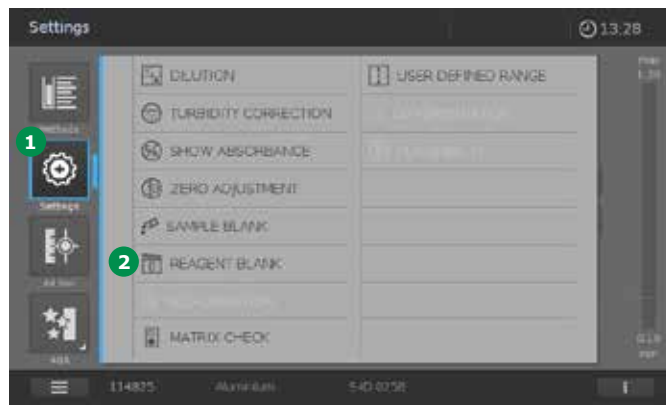 Settings
13.28
DILUTION
USER DEFINED RANGE
TURBIDITY CORRECTION
1
SHOW ABSORBANCE
ZERO ADJUSTMENT
Settings
SAMPLE BLANK
2
REAGENT BLANK
MATRIX CHECK
114825
Aluminium